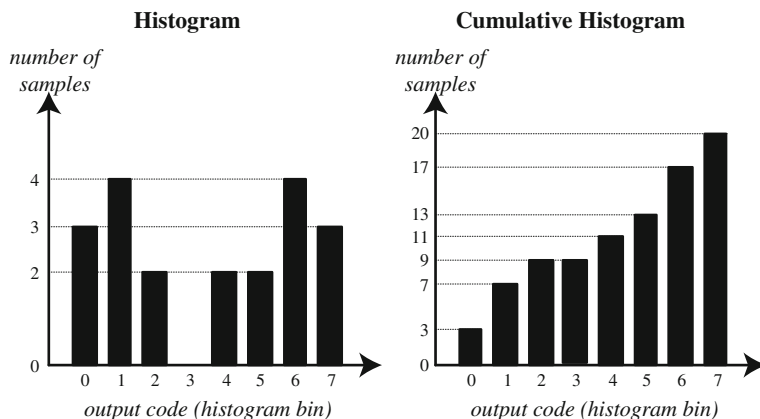 Histogram
number of
samples
4
3
2
0
0 1 2 3 4 5 6 7
output code (histogram bin)
Cumulative Histogram
number of
samples
20
17
13
11
9
7
3
0
0 1 2 3 4 5 6 7
output code (histogram bin)